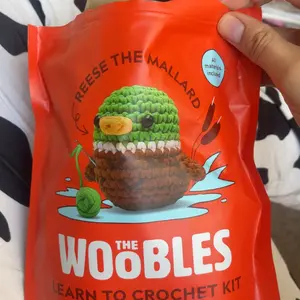 REESE THE MALLARD
all
materials
included
THE
WOOBLES
LEARN TO CROCHET KIT